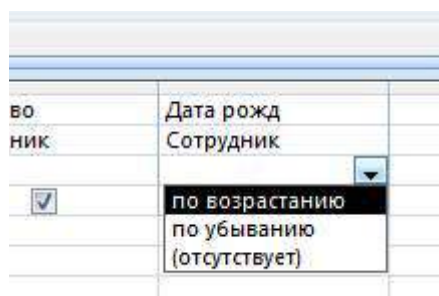 во Дата рожд
ник Сотрудник
по возрастанию
по убыванию
(отсутствует)